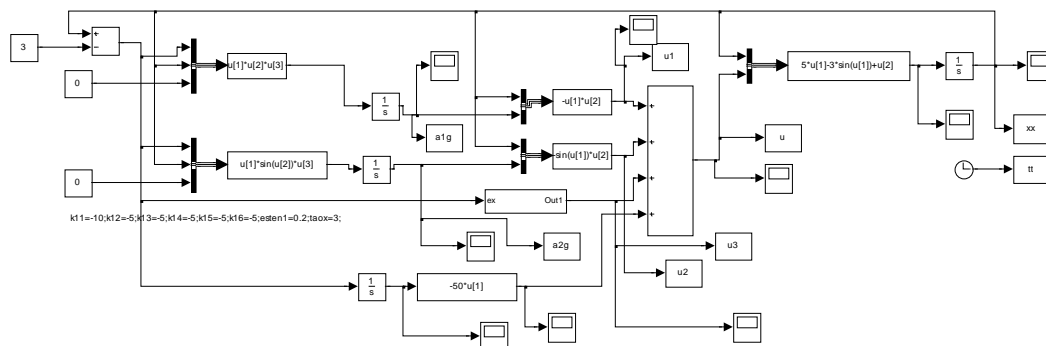 3
+
-
0
u[1]*u[2]*u[3]
1
s
a1g
0
u[1]*sin(u[2])*u[3]
1
s
a2g
k11=-10;k12=-5;k13=-5;k14=-5;k15=-5;k16=-5;esten1=0.2;taox=3;
ex
Out1
1
s
-50*u[1]
-u[1]*u[2]
sin(u[1])*u[2]
u1
+
+
+
+
u
u3
u2
5*u[1]-3*sin(u[1])+u[2]
1
s
xx
tt